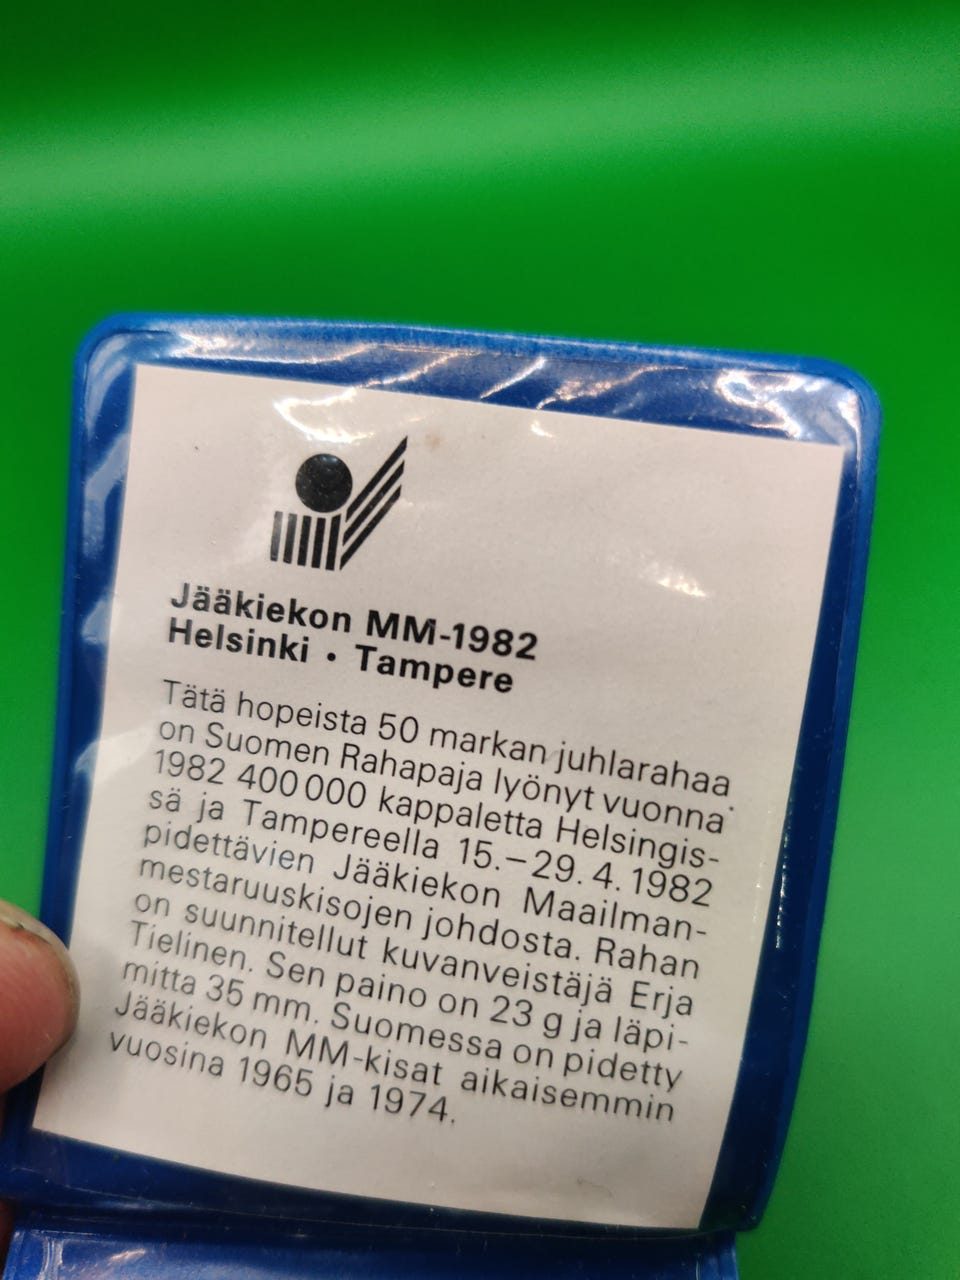 Jääkiekon MM-1982
Helsinki • Tampere
Tätä hopeista 50 markan juhlarahaa
on Suomen Rahapaja lyönyt vuonna
1982 400 000 kappaletta Helsingis-
sä ja Tampereella 15.–29. 4. 1982
pidettävien Jääkiekon Maailman-
mestaruuskisojen johdosta. Rahan
on suunnitellut kuvanveistäjä Erja
Tielinen. Sen paino on 23 g ja läpi-
mitta 35 mm. Suomessa on pidetty
Jääkiekon MM-kisat aikaisemmin
vuosina 1965 ja 1974.